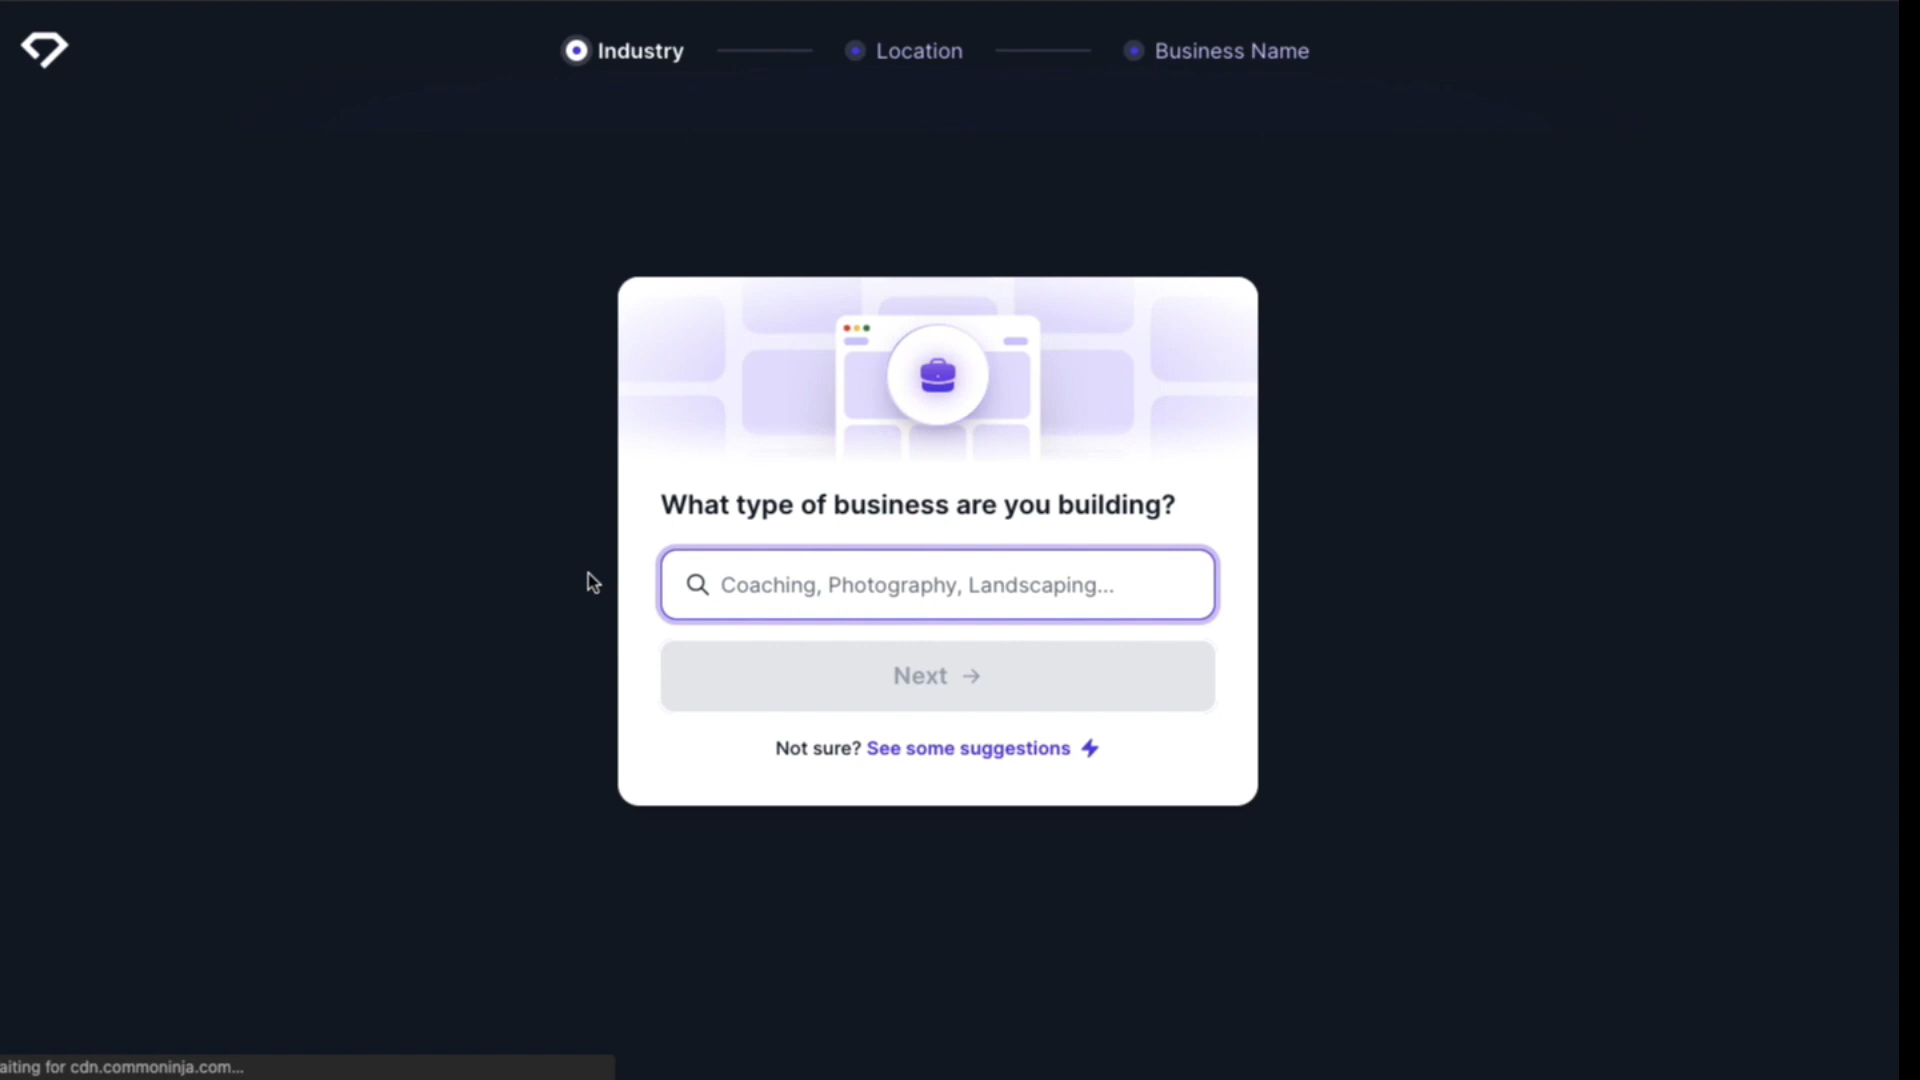 Industry
Location
Business Name
What type of business are you building?
Coaching, Photography, Landscaping...
Next →
Not sure? See some suggestions
aiting for cdn.commoninja.com...